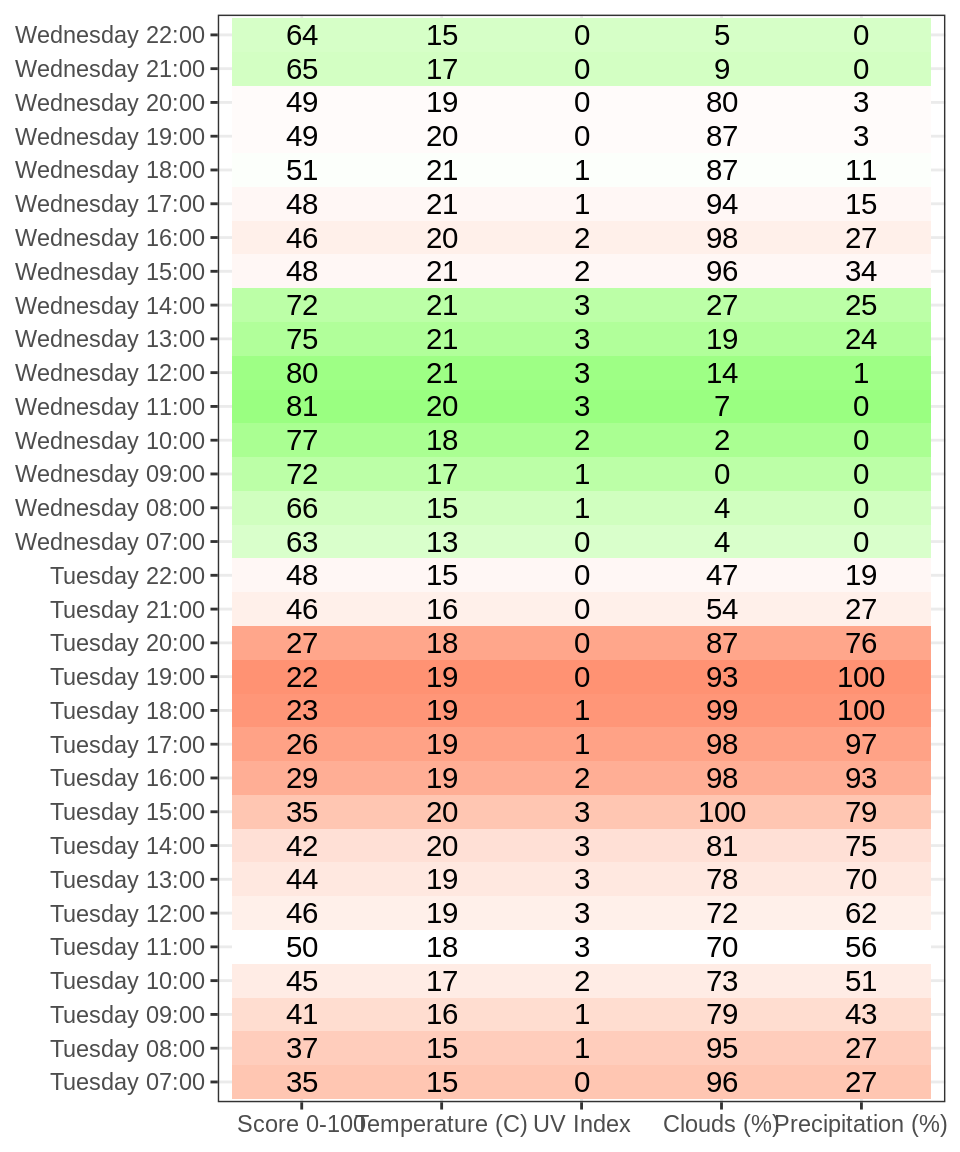 Wednesday 22:00 64 15 0 5 0
Wednesday 21:00 65 17 0 9 0
Wednesday 20:00 49 19 0 80 3
Wednesday 19:00 49 20 0 87 3
Wednesday 18:00 51 21 1 87 11
Wednesday 17:00 48 21 1 94 15
Wednesday 16:00 46 20 2 98 27
Wednesday 15:00 48 21 2 96 34
Wednesday 14:00 72 21 3 27 25
Wednesday 13:00 75 21 3 19 24
Wednesday 12:00 80 21 3 14 1
Wednesday 11:00 81 20 3 7 0
Wednesday 10:00 77 18 2 2 0
Wednesday 09:00 72 17 1 0 0
Wednesday 08:00 66 15 1 4 0
Wednesday 07:00 63 13 0 4 0
Tuesday 22:00 48 15 0 47 19
Tuesday 21:00 46 16 0 54 27
Tuesday 20:00 27 18 0 87 76
Tuesday 19:00 22 19 0 93 100
Tuesday 18:00 23 19 1 99 100
Tuesday 17:00 26 19 1 98 97
Tuesday 16:00 29 19 2 98 93
Tuesday 15:00 35 20 3 100 79
Tuesday 14:00 42 20 3 81 75
Tuesday 13:00 44 19 3 78 70
Tuesday 12:00 46 19 3 72 62
Tuesday 11:00 50 18 3 70 56
Tuesday 10:00 45 17 2 73 51
Tuesday 09:00 41 16 1 79 43
Tuesday 08:00 37 15 1 95 27
Tuesday 07:00 35 15 0 96 27
Score 0-100 Temperature (C) UV Index Clouds (%) Precipitation (%)